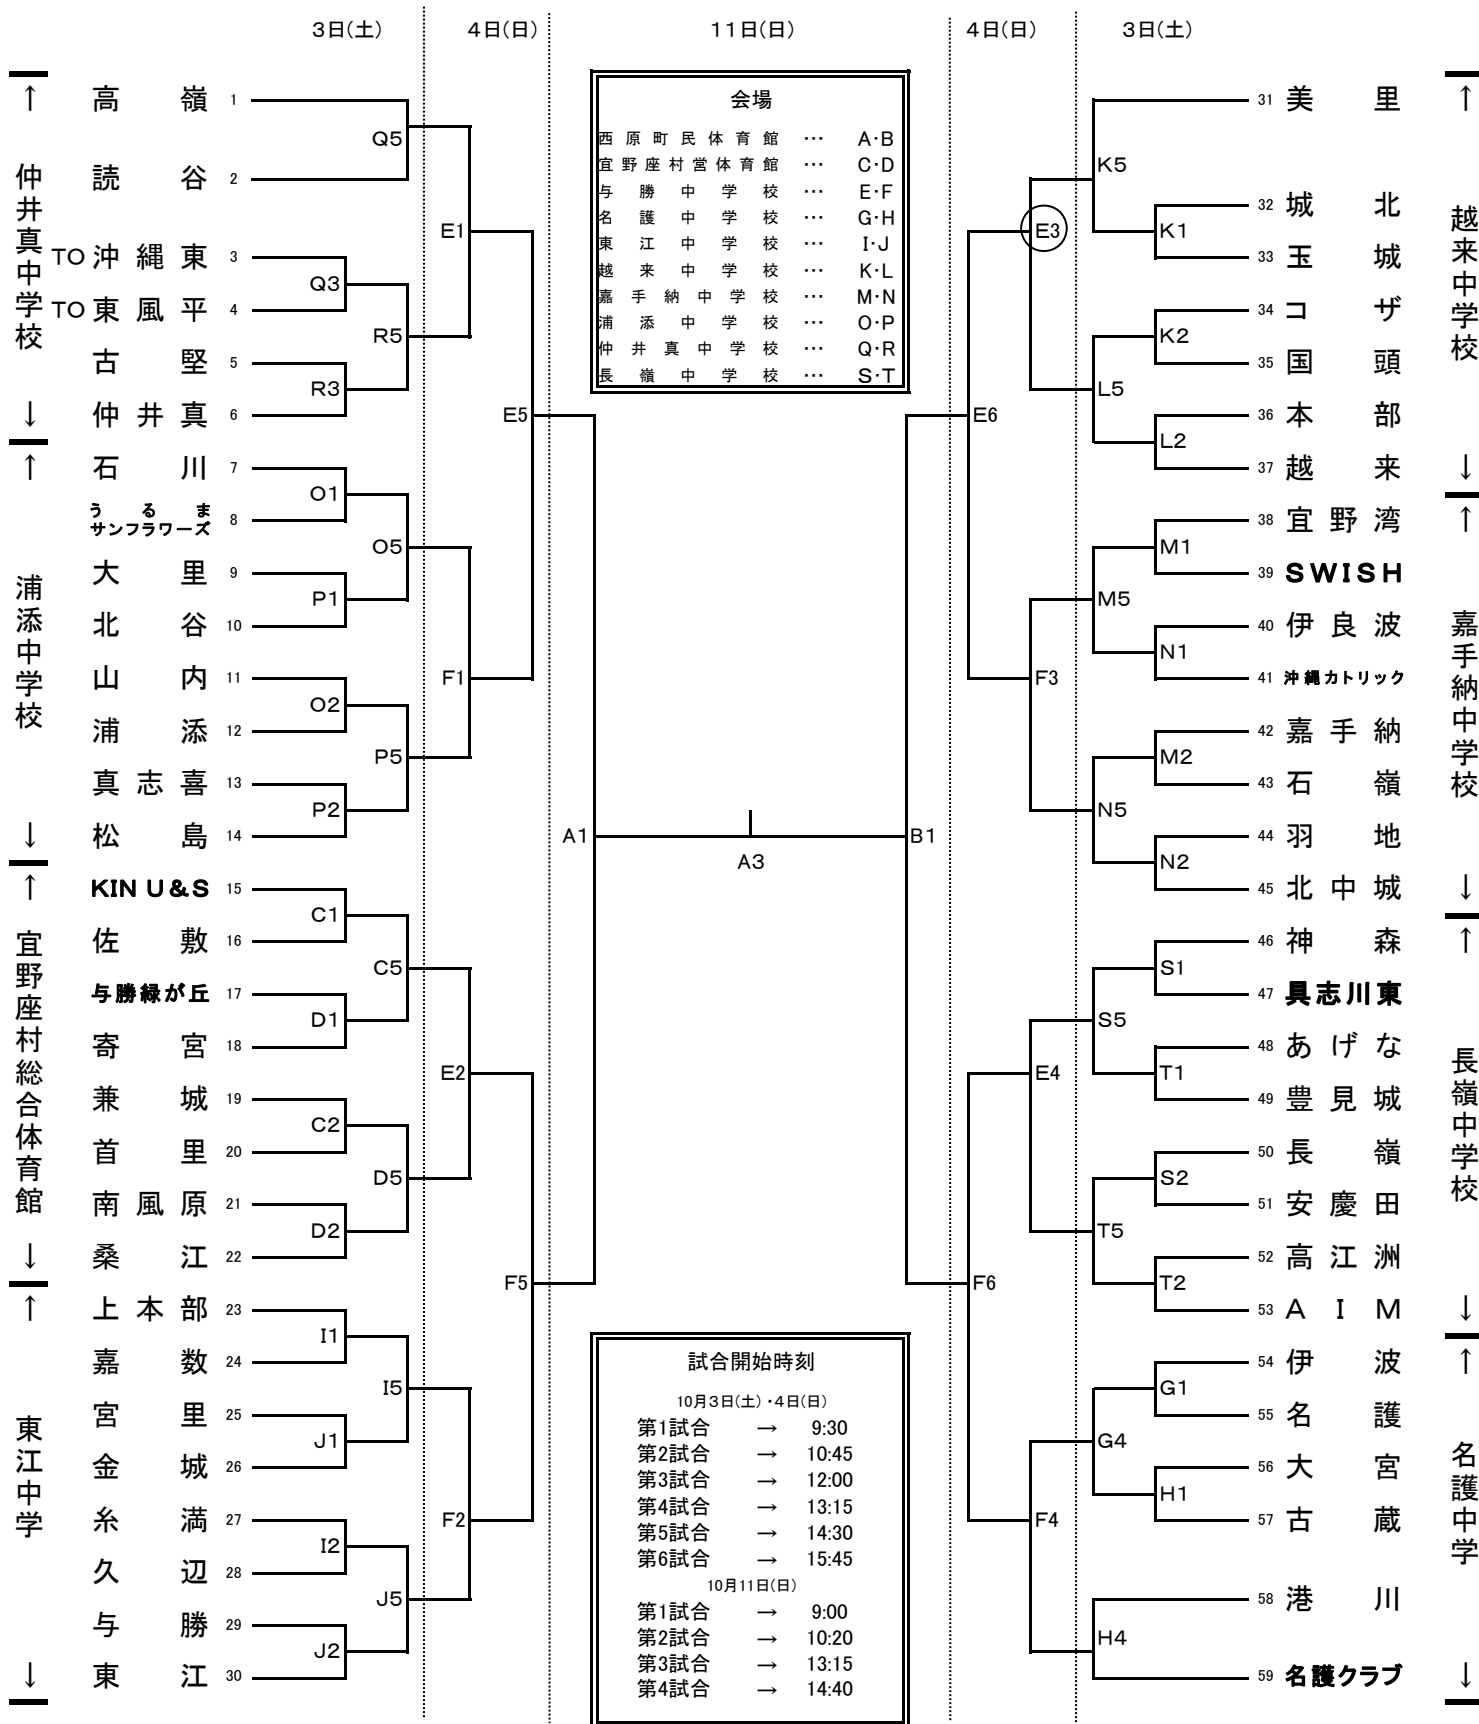 3日(土) 4日(日) 11日(日) 4日(日) 3日(土)
↑ 仲井真中学校 ↓
高嶺 1
読谷 2
TO 沖縄東 3
TO 東風平 4
古堅 5
仲井真 6
Q5
Q3
R5
R3
E1
↑ 浦添中学校 ↓
石川 7
うるま
サンフラワーズ 8
大里 9
北谷 10
山内 11
浦添 12
真志喜 13
松島 14
O1
O5
P1
O2
P5
P2
F1
E5
↑ 宜野座村総合体育館 ↓
KIN U&S 15
佐敷 16
与勝緑が丘 17
寄宮 18
兼城 19
首里 20
南風原 21
桑江 22
C1
C5
D1
C2
D5
D2
E2
↑ 東江中学 ↓
上本部 23
嘉数 24
宮里 25
金城 26
糸満 27
久辺 28
与勝 29
東江 30
I1
I5
J1
I2
J5
J2
F2
F5
A1
会場
西原町民体育館 … A・B
宜野座村営体育館 … C・D
与勝中学校 … E・F
名護中学校 … G・H
東江中学校 … I・J
越来中学校 … K・L
嘉手納中学校 … M・N
浦添中学校 … O・P
仲井真中学校 … Q・R
長嶺中学校 … S・T
A3
試合開始時刻
10月3日(土)・4日(日)
第1試合 → 9:30
第2試合 → 10:45
第3試合 → 12:00
第4試合 → 13:15
第5試合 → 14:30
第6試合 → 15:45
10月11日(日)
第1試合 → 9:00
第2試合 → 10:20
第3試合 → 13:15
第4試合 → 14:40
B1
E6
E3
K5
K1
K2
L5
L2
31 美里
32 城北
33 玉城
34 コザ
35 国頭
36 本部
37 越来
↑ 越来中学校 ↓
F3
M1
M5
N1
M2
N5
N2
38 宜野湾
39 SWISH
40 伊良波
41 沖縄カトリック
42 嘉手納
43 石嶺
44 羽地
45 北中城
↑ 嘉手納中学校 ↓
F6
E4
S1
S5
T1
S2
T5
T2
46 神森
47 具志川東
48 あげな
49 豊見城
50 長嶺
51 安慶田
52 高江洲
53 AIM
↑ 長嶺中学校 ↓
F4
G1
G4
H1
H4
54 伊波
55 名護
56 大宮
57 古蔵
58 港川
59 名護クラブ
↑ 名護中学 ↓